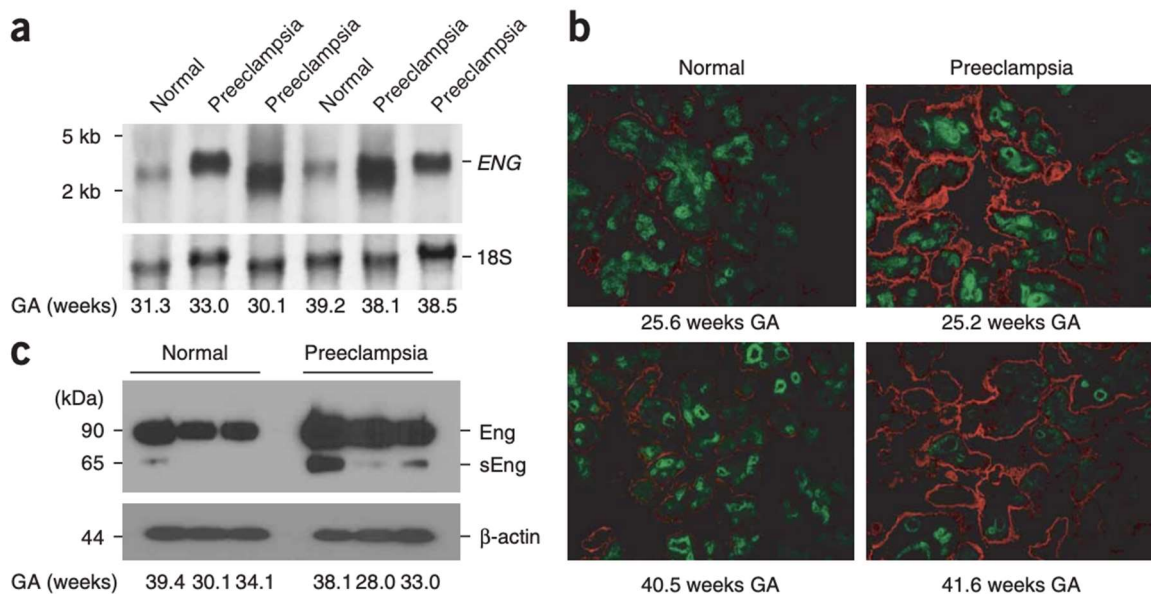 a
Normal
Preeclampsia
Preeclampsia
Normal
Preeclampsia
Preeclampsia
5 kb
ENG
2 kb
18S
GA (weeks) 31.3 33.0 30.1 39.2 38.1 38.5
b
Normal Preeclampsia
25.6 weeks GA 25.2 weeks GA
40.5 weeks GA 41.6 weeks GA
c
Normal Preeclampsia
(kDa)
90 Eng
65 sEng
44 β-actin
GA (weeks) 39.4 30.1 34.1 38.1 28.0 33.0